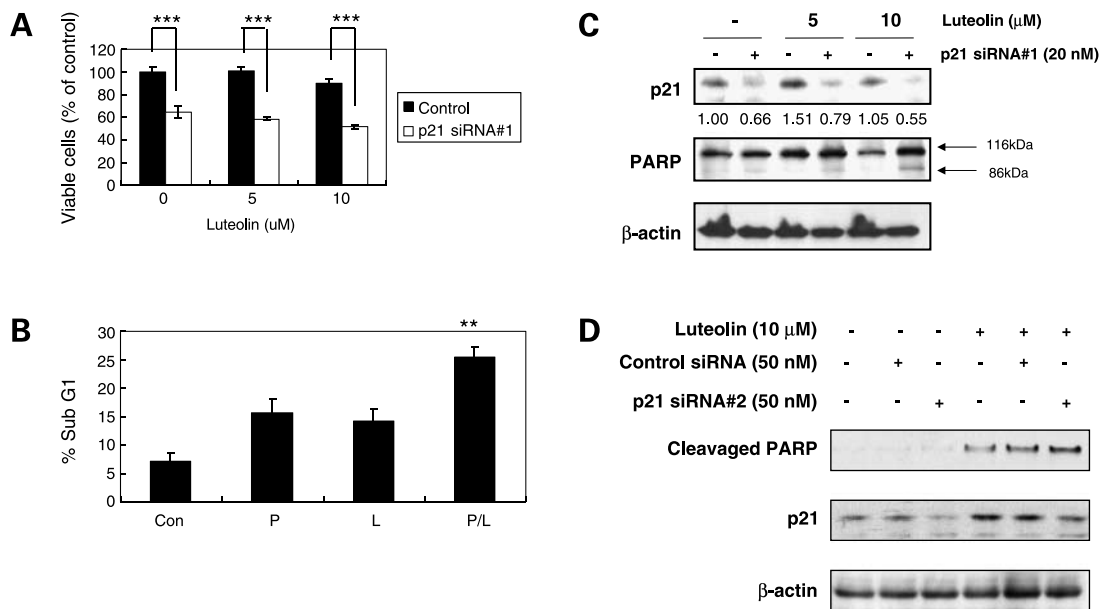 A
*** *** ***
120
100
80
60
40
20
0
Viable cells (% of control)
0 5 10
Luteolin (uM)
Control
p21 siRNA#1
B
30
25
20
15
10
5
0
% Sub G1
**
Con P L P/L
C
- 5 10 Luteolin (μM)
- + - + - + p21 siRNA#1 (20 nM)
p21
1.00 0.66 1.51 0.79 1.05 0.55
PARP
116kDa
86kDa
β-actin
D
Luteolin (10 μM) - - - + + +
Control siRNA (50 nM) - + - - + -
p21 siRNA#2 (50 nM) - - + - - +
Cleavaged PARP
p21
β-actin